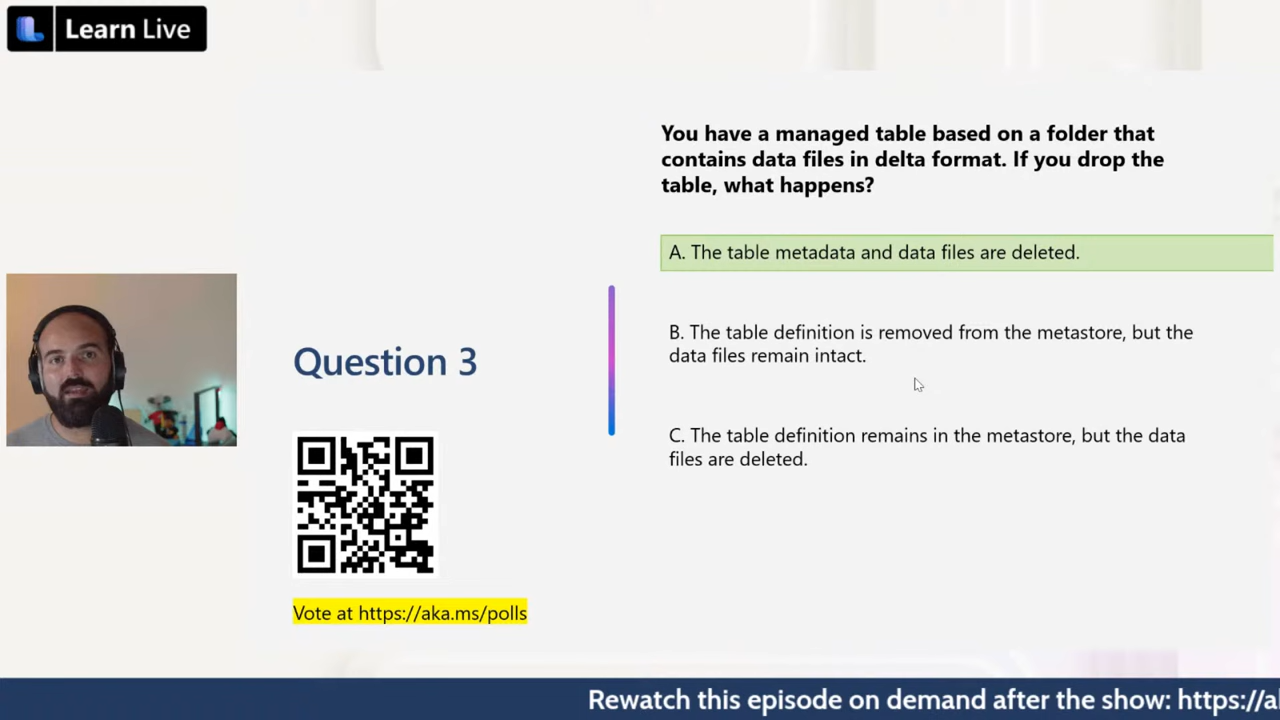 Learn Live
You have a managed table based on a folder that
contains data files in delta format. If you drop the
table, what happens?
A. The table metadata and data files are deleted.
B. The table definition is removed from the metastore, but the
data files remain intact.
Question 3
C. The table definition remains in the metastore, but the data
files are deleted.
Vote at https://aka.ms/polls
Rewatch this episode on demand after the show: https://a